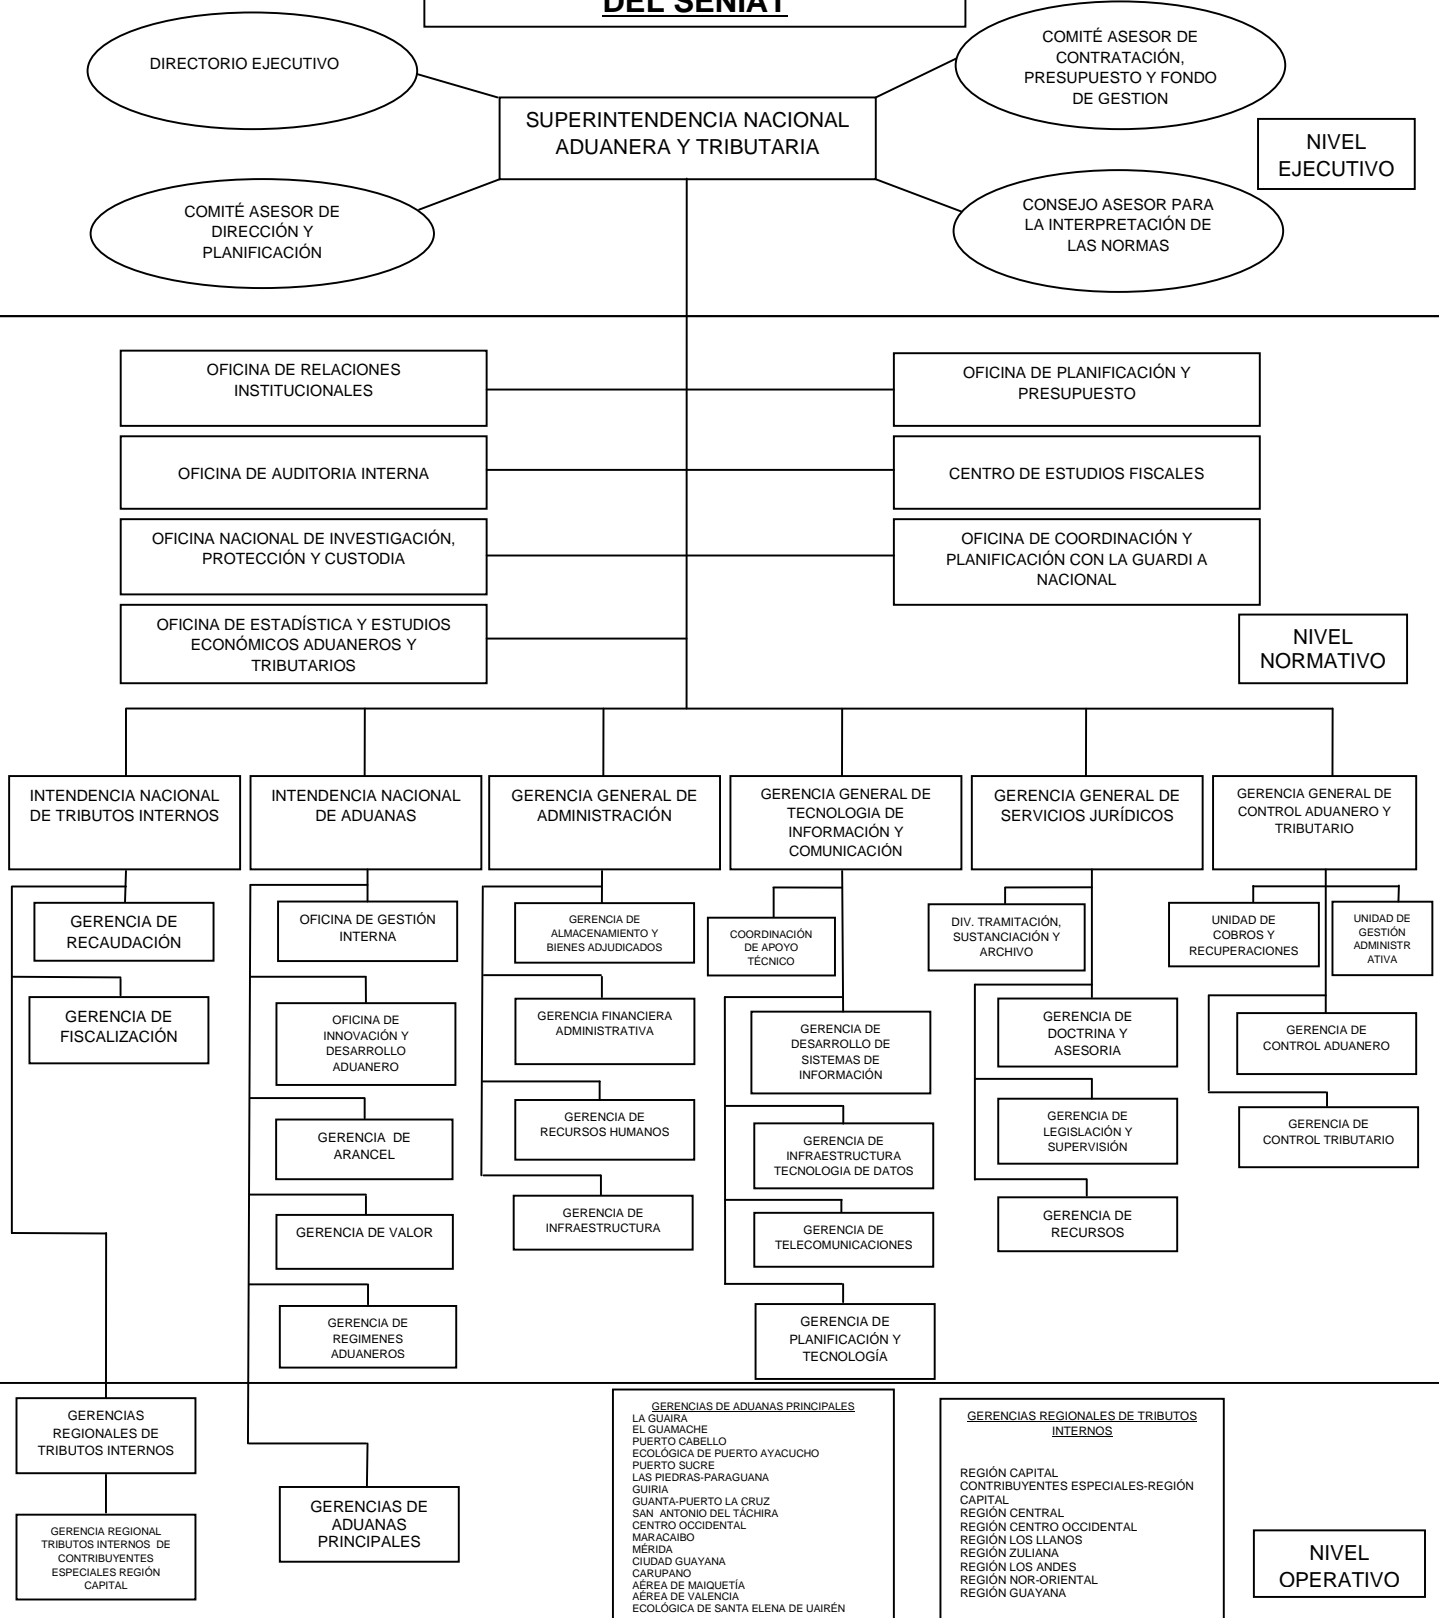 DEL SENIAT
DIRECTORIO EJECUTIVO
COMITÉ ASESOR DE
CONTRATACIÓN,
PRESUPUESTO Y FONDO
DE GESTION
SUPERINTENDENCIA NACIONAL
ADUANERA Y TRIBUTARIA
NIVEL
EJECUTIVO
COMITÉ ASESOR DE
DIRECCIÓN Y
PLANIFICACIÓN
CONSEJO ASESOR PARA
LA INTERPRETACIÓN DE
LAS NORMAS
OFICINA DE RELACIONES
INSTITUCIONALES
OFICINA DE PLANIFICACIÓN Y
PRESUPUESTO
OFICINA DE AUDITORIA INTERNA
CENTRO DE ESTUDIOS FISCALES
OFICINA NACIONAL DE INVESTIGACIÓN,
PROTECCIÓN Y CUSTODIA
OFICINA DE COORDINACIÓN Y
PLANIFICACIÓN CON LA GUARDI A
NACIONAL
OFICINA DE ESTADÍSTICA Y ESTUDIOS
ECONÓMICOS ADUANEROS Y
TRIBUTARIOS
NIVEL
NORMATIVO
INTENDENCIA NACIONAL
DE TRIBUTOS INTERNOS
INTENDENCIA NACIONAL
DE ADUANAS
GERENCIA GENERAL DE
ADMINISTRACIÓN
GERENCIA GENERAL DE
TECNOLOGIA DE
INFORMACIÓN Y
COMUNICACIÓN
GERENCIA GENERAL DE
SERVICIOS JURÍDICOS
GERENCIA GENERAL DE
CONTROL ADUANERO Y
TRIBUTARIO
GERENCIA DE
RECAUDACIÓN
GERENCIA DE
FISCALIZACIÓN
OFICINA DE GESTIÓN
INTERNA
OFICINA DE
INNOVACIÓN Y
DESARROLLO
ADUANERO
GERENCIA DE
ARANCEL
GERENCIA DE VALOR
GERENCIA DE
REGIMENES
ADUANEROS
GERENCIA DE
ALMACENAMIENTO Y
BIENES ADJUDICADOS
GERENCIA FINANCIERA
ADMINISTRATIVA
GERENCIA DE
RECURSOS HUMANOS
GERENCIA DE
INFRAESTRUCTURA
COORDINACIÓN
DE APOYO
TÉCNICO
GERENCIA DE
DESARROLLO DE
SISTEMAS DE
INFORMACIÓN
GERENCIA DE
INFRAESTRUCTURA
TECNOLOGIA DE DATOS
GERENCIA DE
TELECOMUNICACIONES
GERENCIA DE
PLANIFICACIÓN Y
TECNOLOGÍA
DIV. TRAMITACIÓN,
SUSTANCIACIÓN Y
ARCHIVO
GERENCIA DE
DOCTRINA Y
ASESORIA
GERENCIA DE
LEGISLACIÓN Y
SUPERVISIÓN
GERENCIA DE
RECURSOS
UNIDAD DE
COBROS Y
RECUPERACIONES
UNIDAD DE
GESTIÓN
ADMINISTR
ATIVA
GERENCIA DE
CONTROL ADUANERO
GERENCIA DE
CONTROL TRIBUTARIO
GERENCIAS
REGIONALES DE
TRIBUTOS INTERNOS
GERENCIA REGIONAL
TRIBUTOS INTERNOS DE
CONTRIBUYENTES
ESPECIALES REGIÓN
CAPITAL
GERENCIAS DE
ADUANAS
PRINCIPALES
GERENCIAS DE ADUANAS PRINCIPALES
LA GUAIRA
EL GUAMACHE
PUERTO CABELLO
ECOLÓGICA DE PUERTO AYACUCHO
PUERTO SUCRE
LAS PIEDRAS-PARAGUANA
GUIRIA
GUANTA-PUERTO LA CRUZ
SAN ANTONIO DEL TÁCHIRA
CENTRO OCCIDENTAL
MARACAIBO
MÉRIDA
CIUDAD GUAYANA
CARUPANO
AÉREA DE MAIQUETÍA
AÉREA DE VALENCIA
ECOLÓGICA DE SANTA ELENA DE UAIRÉN
GERENCIAS REGIONALES DE TRIBUTOS
INTERNOS
REGIÓN CAPITAL
CONTRIBUYENTES ESPECIALES-REGIÓN
CAPITAL
REGIÓN CENTRAL
REGIÓN CENTRO OCCIDENTAL
REGIÓN LOS LLANOS
REGIÓN ZULIANA
REGIÓN LOS ANDES
REGIÓN NOR-ORIENTAL
REGIÓN GUAYANA
NIVEL
OPERATIVO